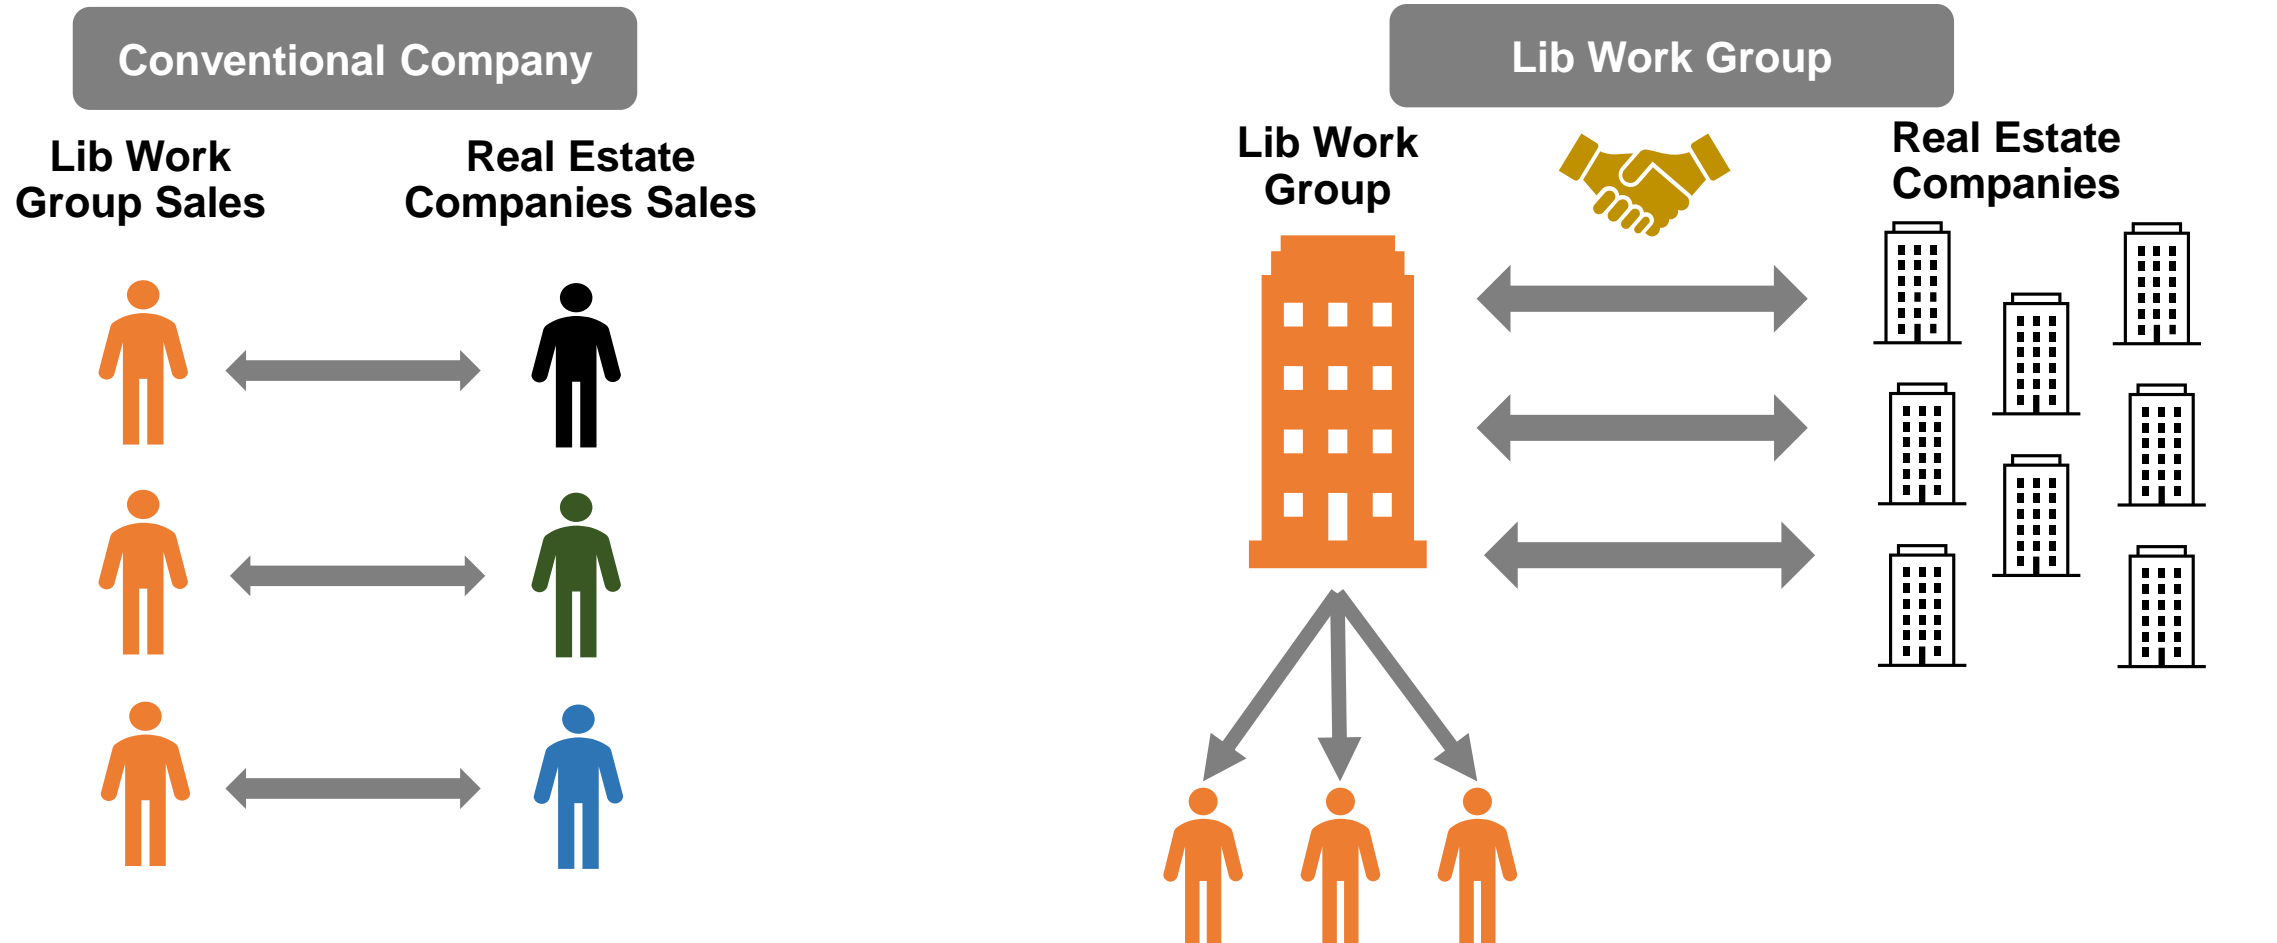 Conventional Company
Lib Work
Group Sales
Real Estate
Companies Sales
Lib Work Group
Lib Work
Group
Real Estate
Companies